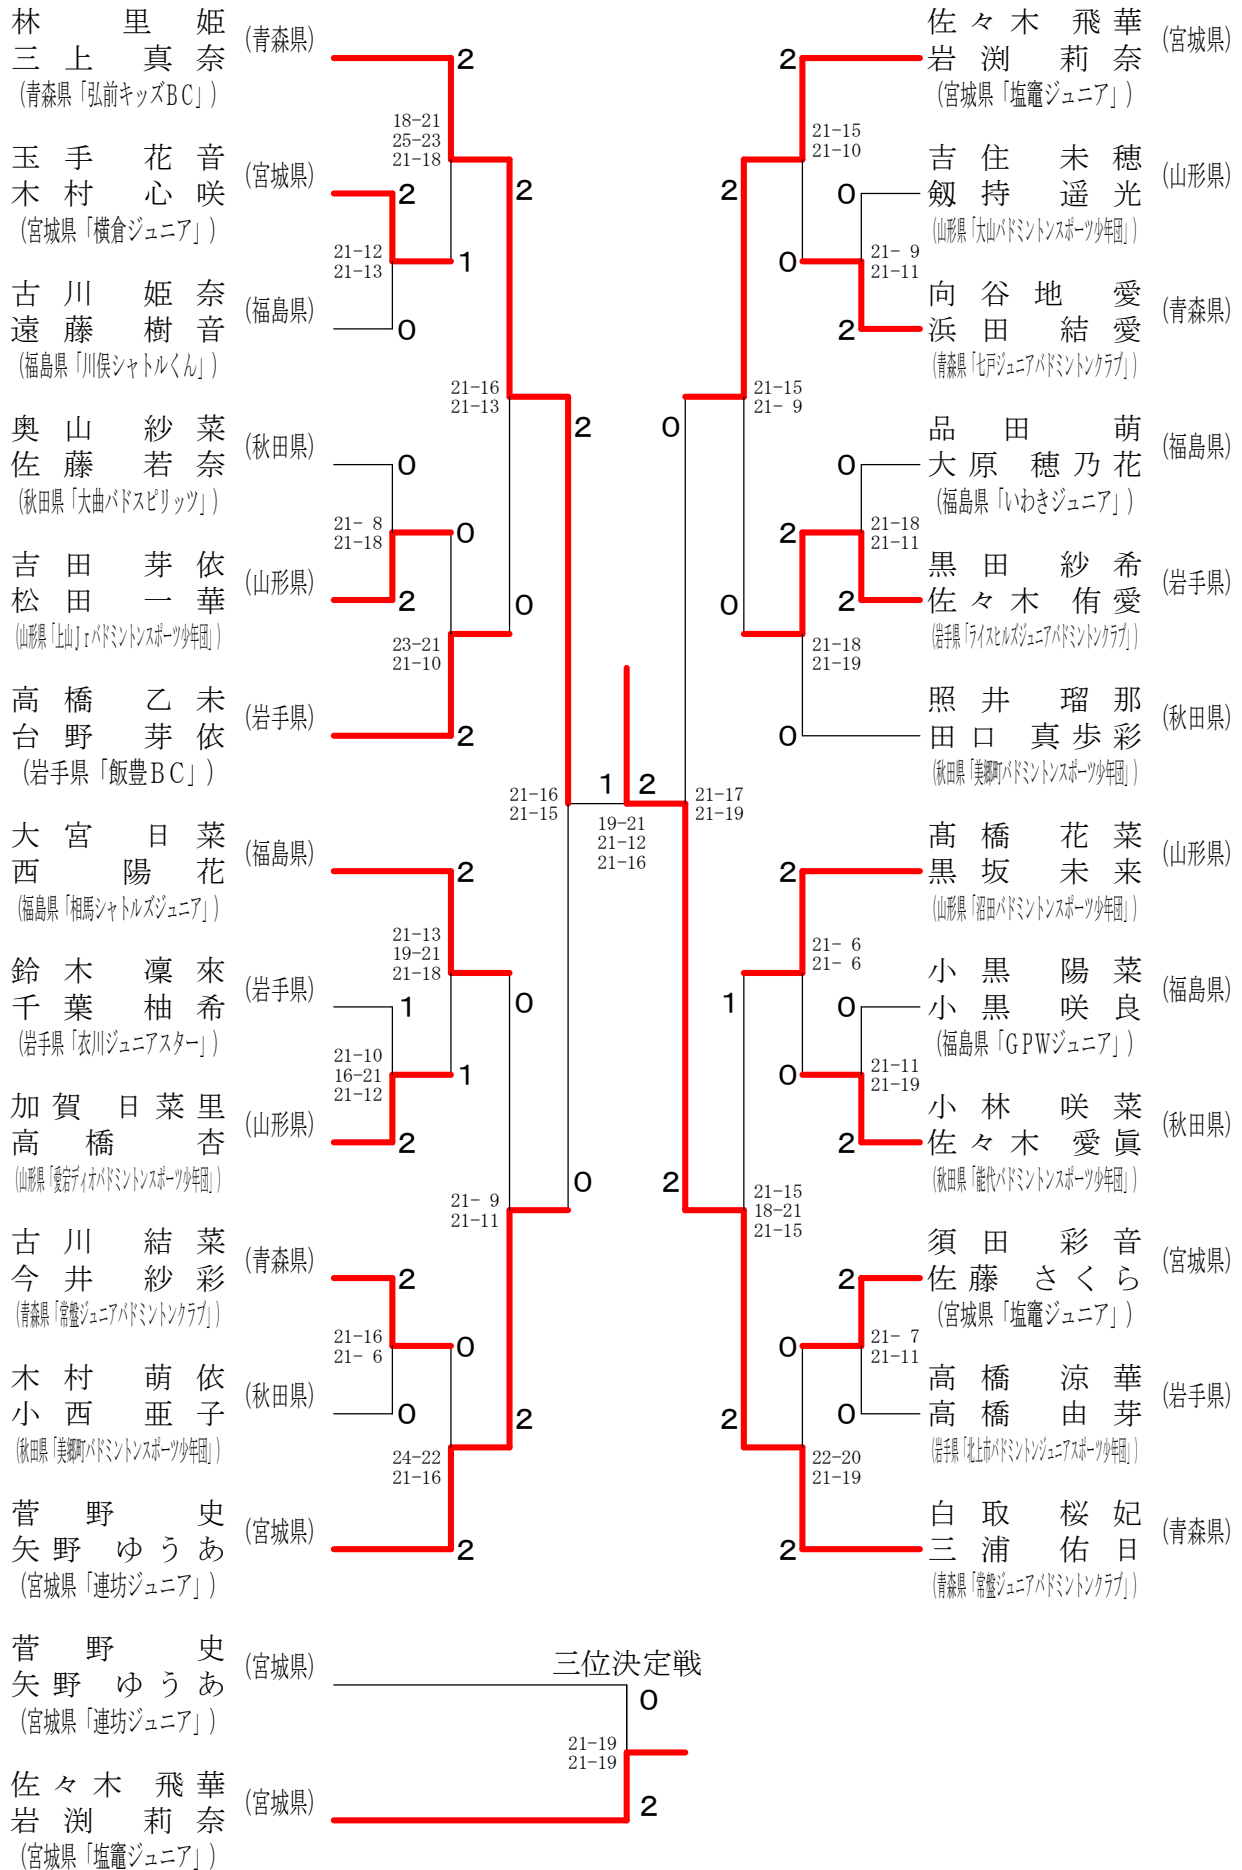 林 里 姫
三 上 真 奈
(青森県)
(青森県「弘前キッズBC」)
玉 手 花 音
木 村 心 咲
(宮城県)
(宮城県「横倉ジュニア」)
古 川 姫 奈
遠 藤 樹 音
(福島県)
(福島県「川俣シャトルくん」)
奥 山 紗 菜
佐 藤 若 奈
(秋田県)
(秋田県「大曲バドスピリッツ」)
吉 田 芽 依
松 田 一 華
(山形県)
(山形県「上山Jrバドミントンスポーツ少年団」)
高 橋 乙 未
台 野 芽 依
(岩手県)
(岩手県「飯豊BC」)
大 宮 日 菜
西 陽 花
(福島県)
(福島県「相馬シャトルズジュニア」)
鈴 木 凜 來
千 葉 柚 希
(岩手県)
(岩手県「衣川ジュニアスター」)
加 賀 日 菜 里
高 橋 杏
(山形県)
(山形県「愛宕ディオバドミントンスポーツ少年団」)
古 川 結 菜
今 井 紗 彩
(青森県)
(青森県「常盤ジュニアバドミントンクラブ」)
木 村 萌 依
小 西 亜 子
(秋田県)
(秋田県「美郷町バドミントンスポーツ少年団」)
菅 野 史
矢 野 ゆ う あ
(宮城県)
(宮城県「連坊ジュニア」)
2
18-21
25-23
21-18
2
21-12
21-13
1
0
2
21-16
21-13
0
21- 8
21-18
0
2
0
23-21
21-10
2
2
21-16
21-15
2
21-13
19-21
21-18
1
21-10
16-21
21-12
1
2
0
21- 9
21-11
0
2
21-16
21- 6
0
0
2
24-22
21-16
2
1 2
19-21
21-12
21-16
佐 々 木 飛 華
岩 渕 莉 奈
(宮城県)
(宮城県「塩竈ジュニア」)
吉 住 未 穂
剱 持 遥 光
(山形県)
(山形県「大山バドミントンスポーツ少年団」)
向 谷 地 愛
浜 田 結 愛
(青森県)
(青森県「七戸ジュニアバドミントンクラブ」)
品 田 萌
大 原 穂 乃 花
(福島県)
(福島県「いわきジュニア」)
黒 田 紗 希
佐 々 木 侑 愛
(岩手県)
(岩手県「ライスヒルズジュニアバドミントンクラブ」)
照 井 瑠 那
田 口 真 歩 彩
(秋田県)
(秋田県「美郷町バドミントンスポーツ少年団」)
髙 橋 花 菜
黒 坂 未 来
(山形県)
(山形県「沼田バドミントンスポーツ少年団」)
小 黒 陽 菜
小 黒 咲 良
(福島県)
(福島県「GPWジュニア」)
小 林 咲 菜
佐 々 木 愛 眞
(秋田県)
(秋田県「能代バドミントンスポーツ少年団」)
須 田 彩 音
佐 藤 さ く ら
(宮城県)
(宮城県「塩竈ジュニア」)
高 橋 涼 華
高 橋 由 芽
(岩手県)
(岩手県「北上市バドミントンジュニアスポーツ少年団」)
白 取 桜 妃
三 浦 佑 日
(青森県)
(青森県「常盤ジュニアバドミントンクラブ」)
2
21-15
21-10
2
0
0
21- 9
21-11
2
21-15
21- 9
0
0
2
21-18
21-11
2
0
21-18
21-19
0
21-17
21-19
2
21- 6
21- 6
1
0
0
21-11
21-19
2
2
21-15
18-21
21-15
2
0
21- 7
21-11
0
2
22-20
21-19
2
三位決定戦
菅 野 史
矢 野 ゆ う あ
(宮城県)
(宮城県「連坊ジュニア」)
0
21-19
21-19
佐 々 木 飛 華
岩 渕 莉 奈
(宮城県)
(宮城県「塩竈ジュニア」)
2